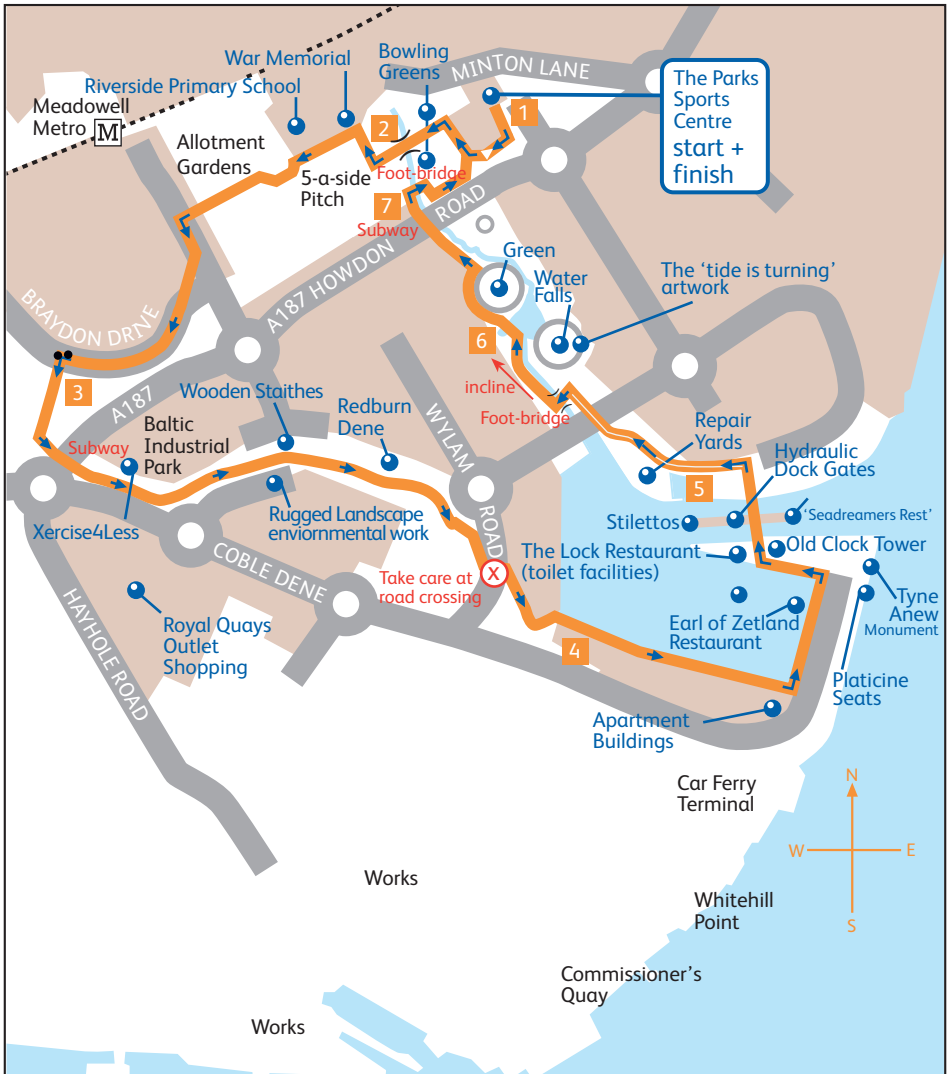 War Memorial
Bowling
Greens
MINTON LANE
The Parks
Sports
Centre
start +
finish
Riverside Primary School
Meadowell
Metro M
1
2
Allotment
Gardens
5-a-side
Pitch
Foot-bridge
7
Subway
A187 HOWDON ROAD
Green
Water
Falls
The ‘tide is turning’
artwork
BRAYDON DRNE
6
incline
Foot-bridge
3
A187
Wooden Staithes
Redburn
Dene
WYLAM ROAD
Repair
Yards
Subway
Baltic
Industrial
Park
Hydraulic
Dock Gates
5
Xercise4Less
Rugged Landscape
enviornmental work
Stilettos
‘Seadreamers Rest’
COBLE DENE
The Lock Restaurant
(toilet facilities)
Old Clock Tower
Take care at
road crossing
X
HAYHOLE ROAD
Royal Quays
Outlet
Shopping
Earl of Zetland
Restaurant
Tyne
Anew
Monument
4
Platicine
Seats
Apartment
Buildings
Car Ferry
Terminal
N
W
E
S
Works
Whitehill
Point
Commissioner’s
Quay
Works